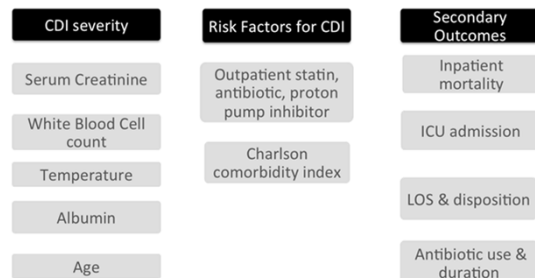 CDI severity
Serum Creatinine
White Blood Cell
count
Temperature
Albumin
Age
Risk Factors for CDI
Outpatient statin,
antibiotic, proton
pump inhibitor
Charlson
comorbidity index
Secondary
Outcomes
Inpatient
mortality
ICU admission
LOS & disposition
Antibiotic use &
duration